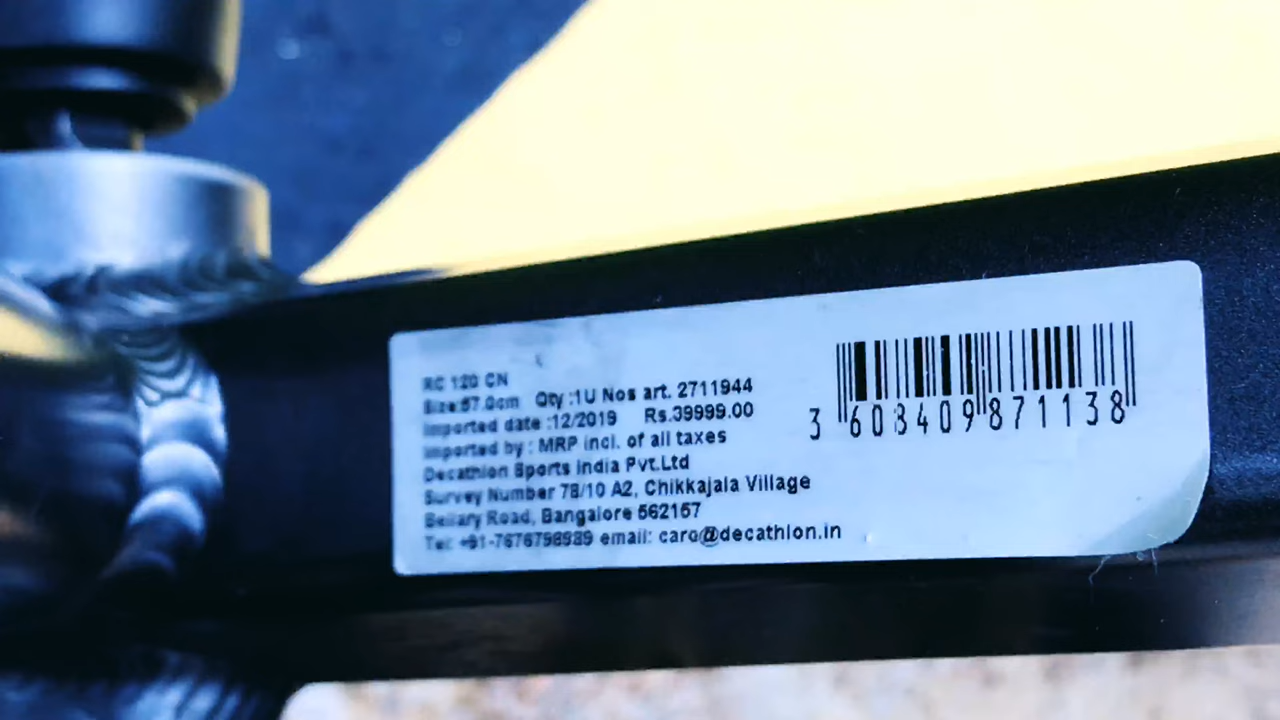 RC 120 CN
Size:57.0cm Qty :1U Nos art. 2711944
Imported date :12/2019 Rs.39999.00
Imported by : MRP incl. of all taxes
Decathlon Sports India Pvt.Ltd
Survey Number 78/10 A2, Chikkajala Village
Bellary Road, Bangalore 562157
Tel: +91-7676798989 email: care@decathlon.in
3 608409 871138